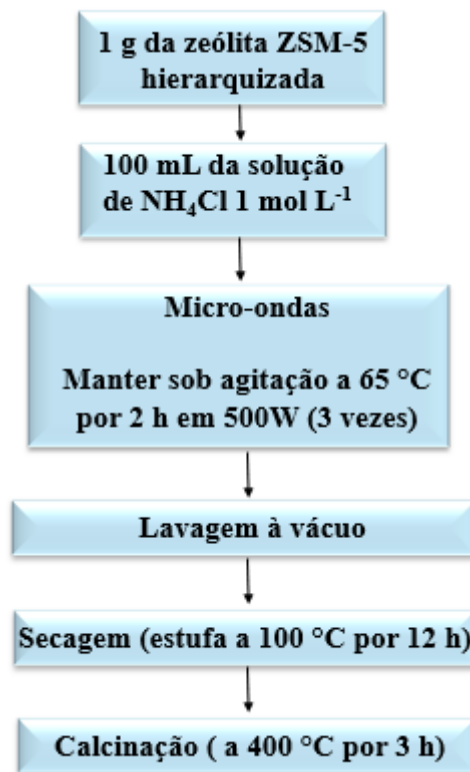 1 g da zeólita ZSM-5
hierarquizada
100 mL da solução
de NH₄Cl 1 mol L⁻¹
Micro-ondas
Manter sob agitação a 65 °C
por 2 h em 500W (3 vezes)
Lavagem à vácuo
Secagem (estufa a 100 °C por 12 h)
Calcinação ( a 400 °C por 3 h)